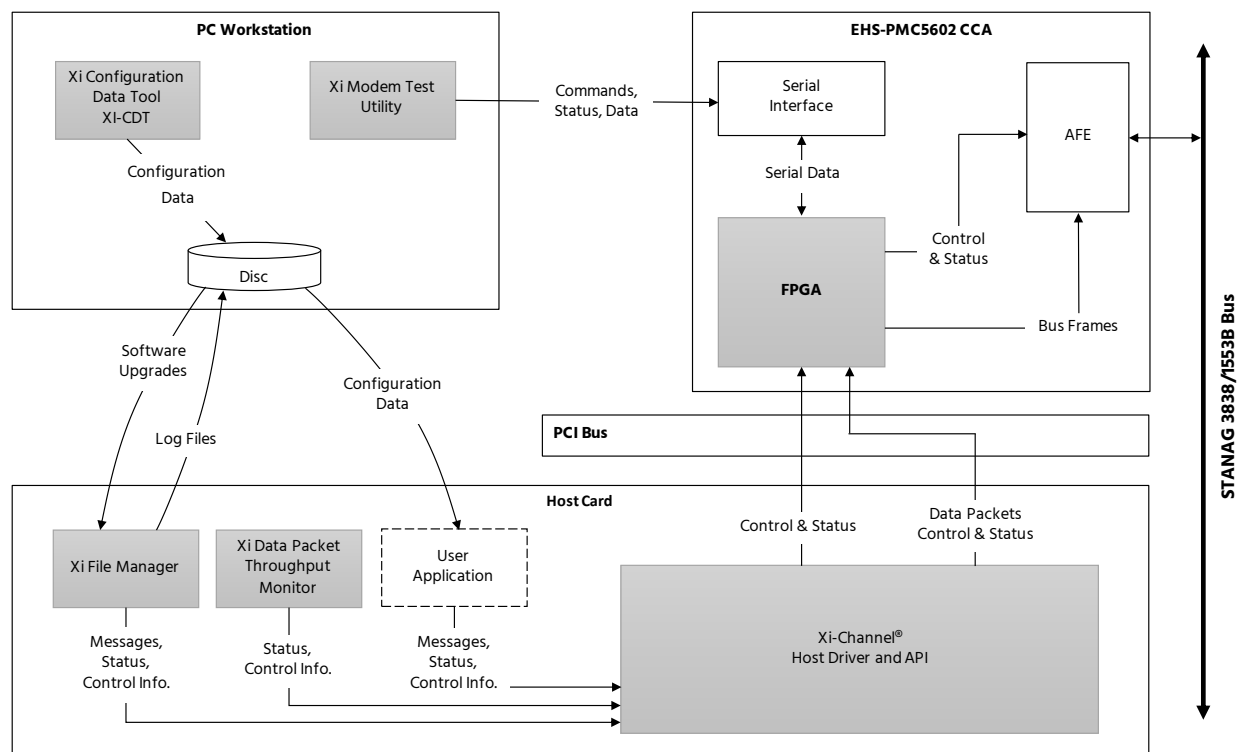 PC Workstation
Xi Configuration
Data Tool
XI-CDT
Xi Modem Test
Utility
Configuration
Data
Disc
Commands,
Status, Data
EHS-PMC5602 CCA
Serial
Interface
AFE
Serial Data
FPGA
Control
& Status
Bus Frames
STANAG 3838/1553B Bus
Software
Upgrades
Log Files
Configuration
Data
PCI Bus
Host Card
Control & Status
Data Packets
Control & Status
Xi File Manager
Xi Data Packet
Throughput
Monitor
User
Application
Messages,
Status,
Control Info.
Status,
Control Info.
Messages,
Status,
Control Info.
Xi-Channel®
Host Driver and API